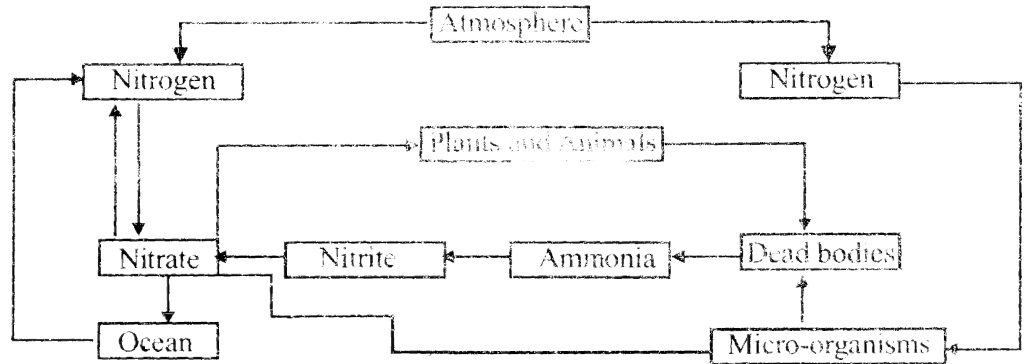 Atmosphere
Nitrogen
Nitrogen
Plants and Animals
Nitrate
Nitrite
Ammonia
Dead bodies
Ocean
Micro-organisms